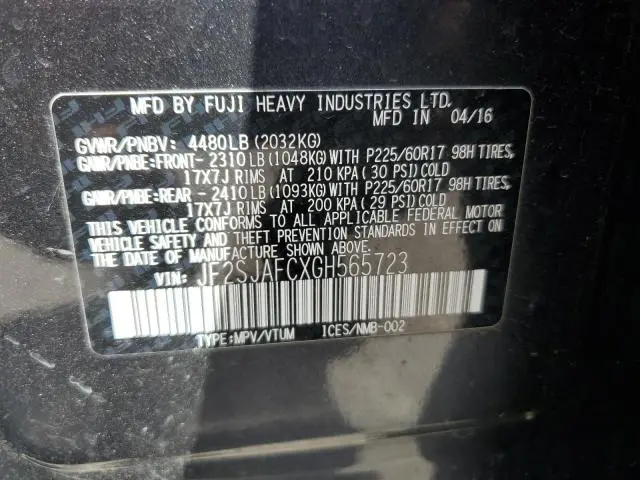 MFD BY FUJI HEAVY INDUSTRIES LTD.
MFD IN 04/16
GVWR/PNBV: 4480LB(2032KG)
GAWR/PNBE:FRONT- 2310LB(1048KG)WITH P225/60R17 98H TIRES,
17X7J RIMS AT 210 KPA(30 PSI)COLD
GAWR/PNBE:REAR - 2410LB(1093KG)WITH P225/60R17 98H TIRES,
17X7J RIMS AT 200 KPA(29 PSI)COLD
THIS VEHICLE CONFORMS TO ALL APPLICABLE FEDERAL MOTOR
VEHICLE SAFETY AND THEFT PREVENTION STANDARDS IN EFFECT ON
THE DATE OF MANUFACTURE SHOWN ABOVE.
VIN: JF2SJAFCXGH565723
TYPE:MPV/VTUM ICES/NMB-002